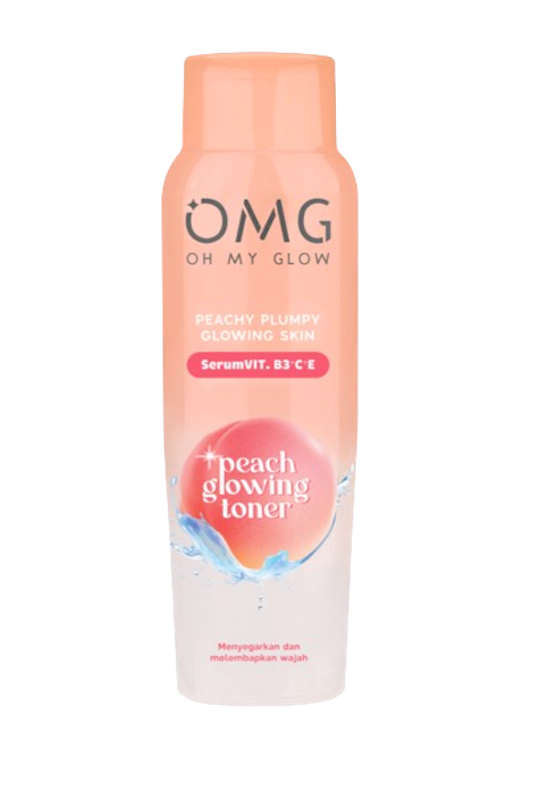 OMG
OH MY GLOW
PEACHY PLUMPY
GLOWING SKIN
SerumVIT. B3+C+E
peach
glowing
toner
Menyegarkan dan
melembapkan wajah